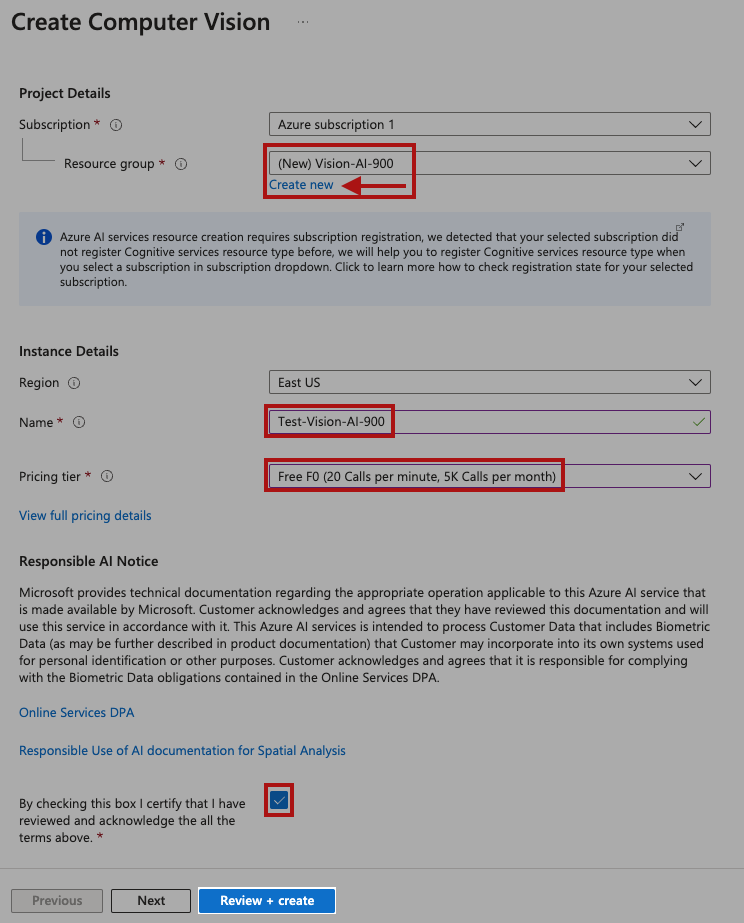 Create Computer Vision ...
Project Details
Subscription *
Azure subscription 1
Resource group *
(New) Vision-AI-900
Create new
Azure AI services resource creation requires subscription registration, we detected that your selected subscription did
not register Cognitive services resource type before, we will help you to register Cognitive services resource type when
you select a subscription in subscription dropdown. Click to learn more how to check registration state for your selected
subscription.
Instance Details
Region
East US
Name *
Test-Vision-AI-900
Pricing tier *
Free F0 (20 Calls per minute, 5K Calls per month)
View full pricing details
Responsible AI Notice
Microsoft provides technical documentation regarding the appropriate operation applicable to this Azure AI service that
is made available by Microsoft. Customer acknowledges and agrees that they have reviewed this documentation and will
use this service in accordance with it. This Azure AI services is intended to process Customer Data that includes Biometric
Data (as may be further described in product documentation) that Customer may incorporate into its own systems used
for personal identification or other purposes. Customer acknowledges and agrees that it is responsible for complying
with the Biometric Data obligations contained in the Online Services DPA.
Online Services DPA
Responsible Use of AI documentation for Spatial Analysis
By checking this box I certify that I have
reviewed and acknowledge the all the
terms above. *
Previous
Next
Review + create